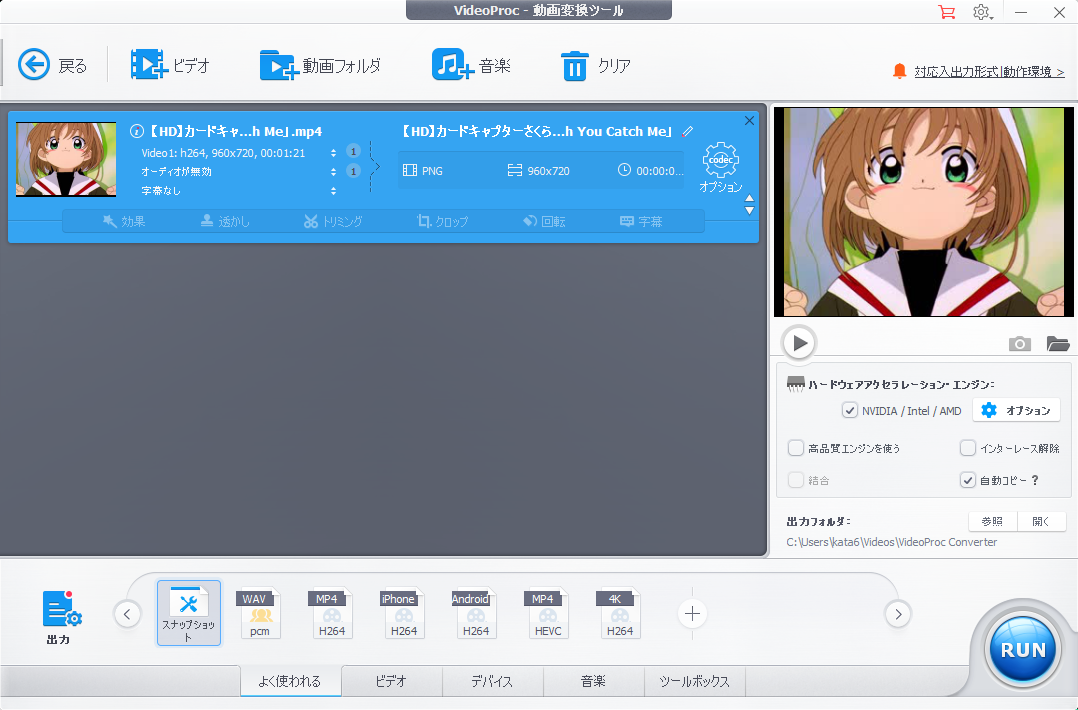 VideoProc - 動画変換ツール
戻る
ビデオ
動画フォルダ
音楽
クリア
対応入出力形式|動作環境 >
【HD】カードキャ...h Me」.mp4
Video1: h264, 960x720, 00:01:21
1
オーディオが無効
1
字幕なし
【HD】カードキャプターさくら...h You Catch Me」
PNG
960x720
00:00:0...
codec
オプション
効果
透かし
トリミング
クロップ
回転
字幕
ハードウェアアクセラレーション・エンジン:
NVIDIA / Intel / AMD
オプション
高品質エンジンを使う
インターレース解除
結合
自動コピー ?
出力フォルダ:
参照
開く
C:\Users\kata6\Videos\VideoProc Converter
出力
スナップショット
WAV
pcm
MP4
H264
iPhone
H264
Android
H264
MP4
HEVC
4K
H264
RUN
よく使われる
ビデオ
デバイス
音楽
ツールボックス